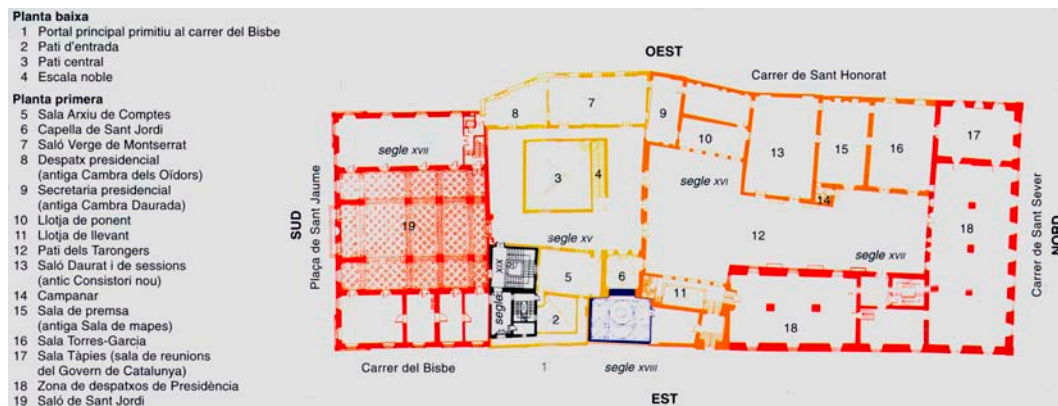 Planta baixa
1 Portal principal primitiu al carrer del Bisbe
2 Pati d'entrada
3 Pati central
4 Escala noble
Planta primera
5 Sala Arxiu de Comptes
6 Capella de Sant Jordi
7 Saló Verge de Montserrat
8 Despatx presidencial
(antiga Cambra dels Oïdors)
9 Secretaria presidencial
(antiga Cambra Daurada)
10 Llotja de ponent
11 Llotja de llevant
12 Pati dels Tarongers
13 Saló Daurat i de sessions
(antic Consistori nou)
14 Campanar
15 Sala de premsa
(antiga Sala de mapes)
16 Sala Torres-Garcia
17 Sala Tàpies (sala de reunions
del Govern de Catalunya)
18 Zona de despatxos de Presidència
19 Saló de Sant Jordi
OEST
Carrer de Sant Honorat
8
7
9
10
13
15
16
17
segle XVII
3
4
segle XVI
14
SUD
Plaça de Sant Jaume
19
segle XV
12
segle XVII
18
NORD
Carrer de Sant Sever
segle XIX
5
6
11
2
18
Carrer del Bisbe
1
segle XVIII
EST